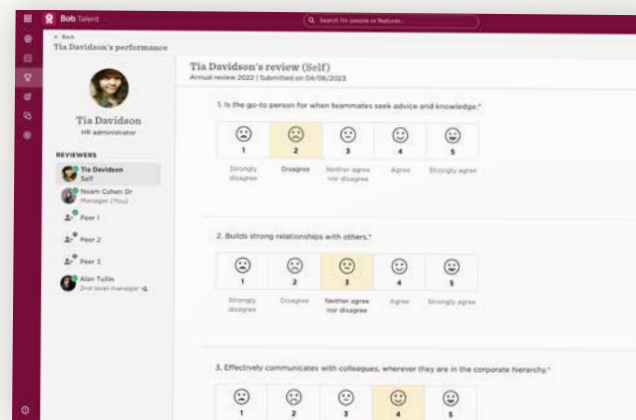 Bob Talent
Search for people or features...
← Back
Tia Davidson's performance
Tia Davidson
HR administrator
REVIEWERS
Tia Davidson
Self
Noam Cohen Or
Manager (You)
Peer 1
Peer 2
Peer 3
Alan Tullis
2nd level manager
Tia Davidson's review (Self)
Annual review 2022 | Submitted on 04/06/2023
1. Is the go-to person for when teammates seek advice and knowledge.*
1 2 3 4 5
Strongly disagree Disagree Neither agree nor disagree Agree Strongly agree
2. Builds strong relationships with others.*
1 2 3 4 5
Strongly disagree Disagree Neither agree nor disagree Agree Strongly agree
3. Effectively communicates with colleagues, wherever they are in the corporate hierarchy.*
1 2 3 4 5